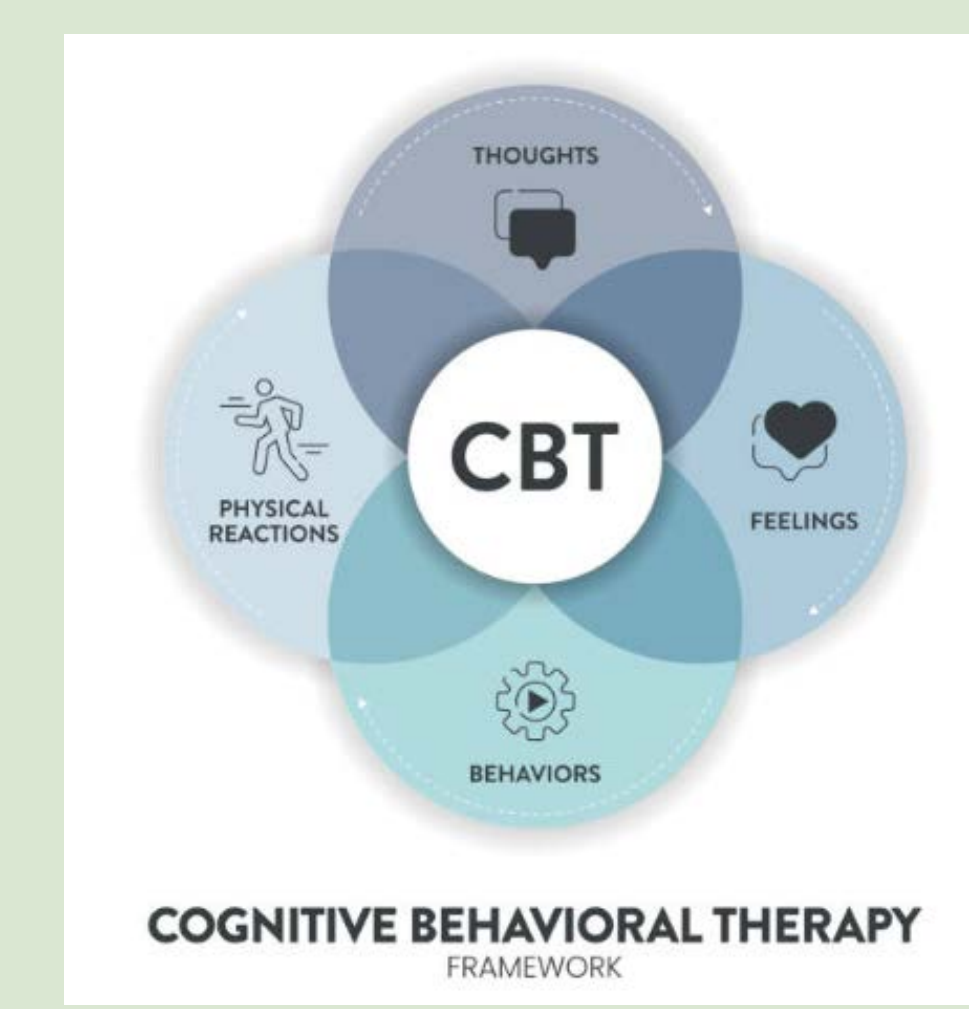 THOUGHTS
CBT
PHYSICAL
REACTIONS
FEELINGS
BEHAVIORS
COGNITIVE BEHAVIORAL THERAPY
FRAMEWORK